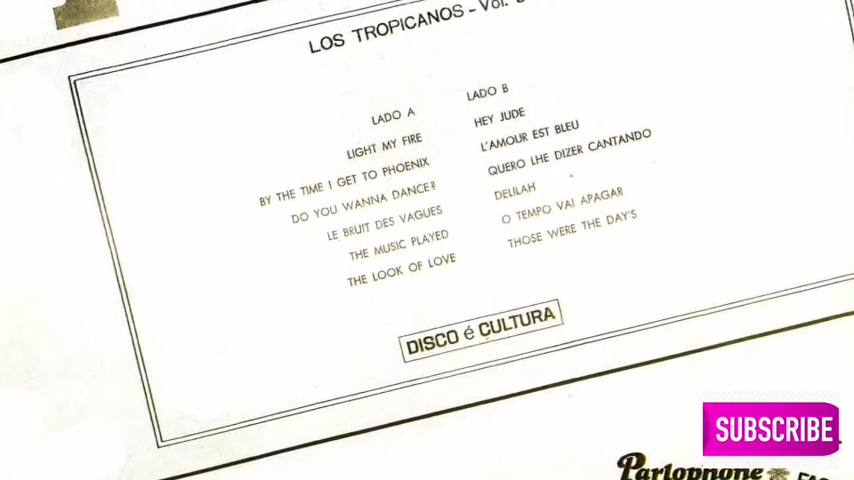 LOS TROPICANOS - Vol.
LADO A
LIGHT MY FIRE
BY THE TIME I GET TO PHOENIX
DO YOU WANNA DANCE?
LE BRUIT DES VAGUES
THE MUSIC PLAYED
THE LOOK OF LOVE
LADO B
HEY JUDE
L'AMOUR EST BLEU
QUERO LHE DIZER CANTANDO
DELILAH
O TEMPO VAI APAGAR
THOSE WERE THE DAY'S
DISCO é CULTURA
SUBSCRIBE
Parlophone